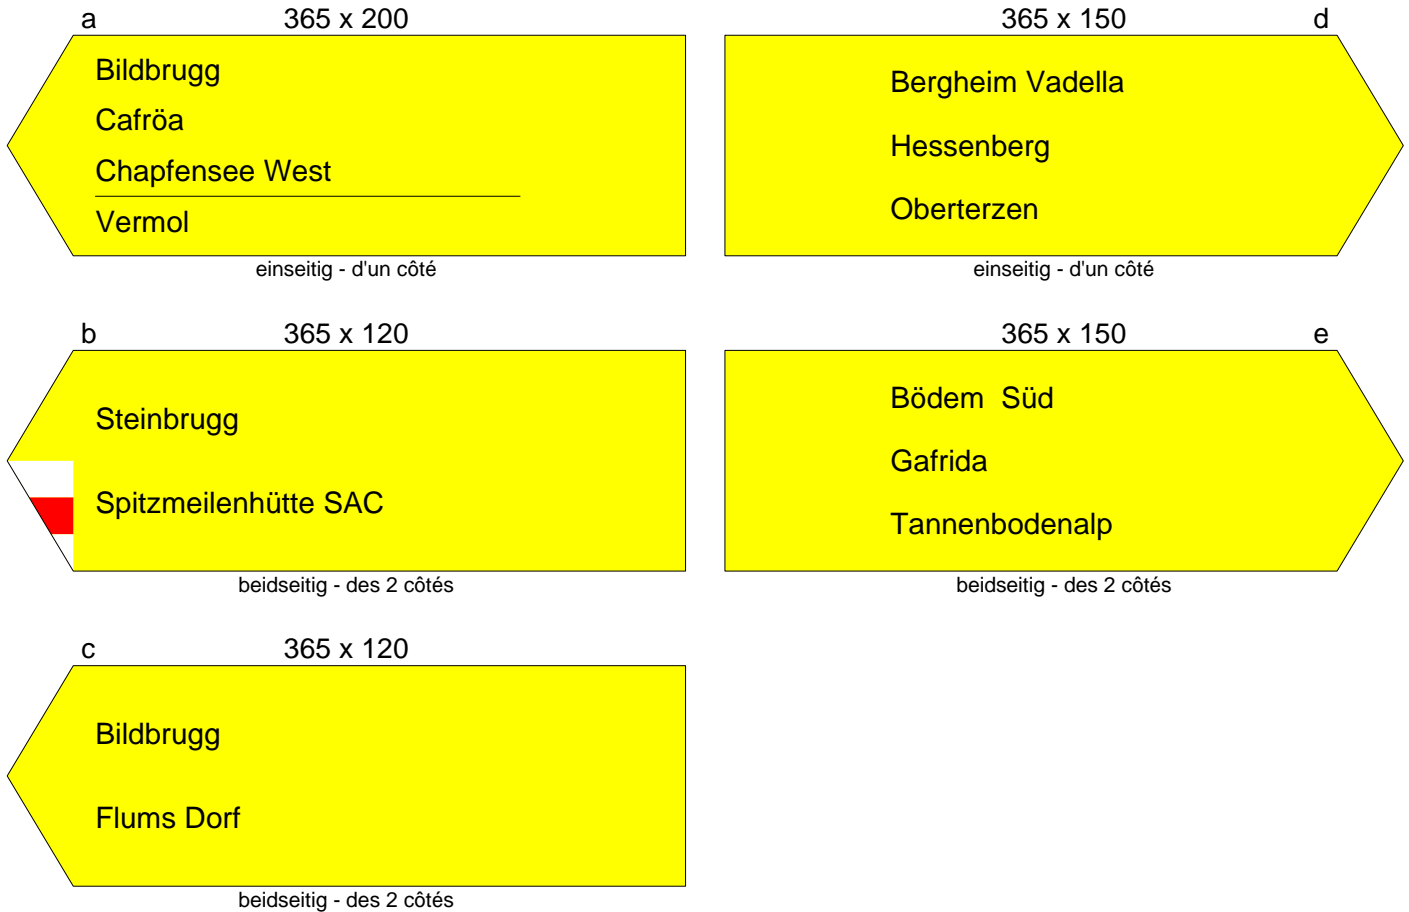 a 365 x 200
Bildbrugg
Cafröa
Chapfensee West
Vermol
einseitig - d'un côté
365 x 150 d
Bergheim Vadella
Hessenberg
Oberterzen
einseitig - d'un côté
b 365 x 120
Steinbrugg
Spitzmeilenhütte SAC
beidseitig - des 2 côtés
365 x 150 e
Bödem  Süd
Gafrida
Tannenbodenalp
beidseitig - des 2 côtés
c 365 x 120
Bildbrugg
Flums Dorf
beidseitig - des 2 côtés